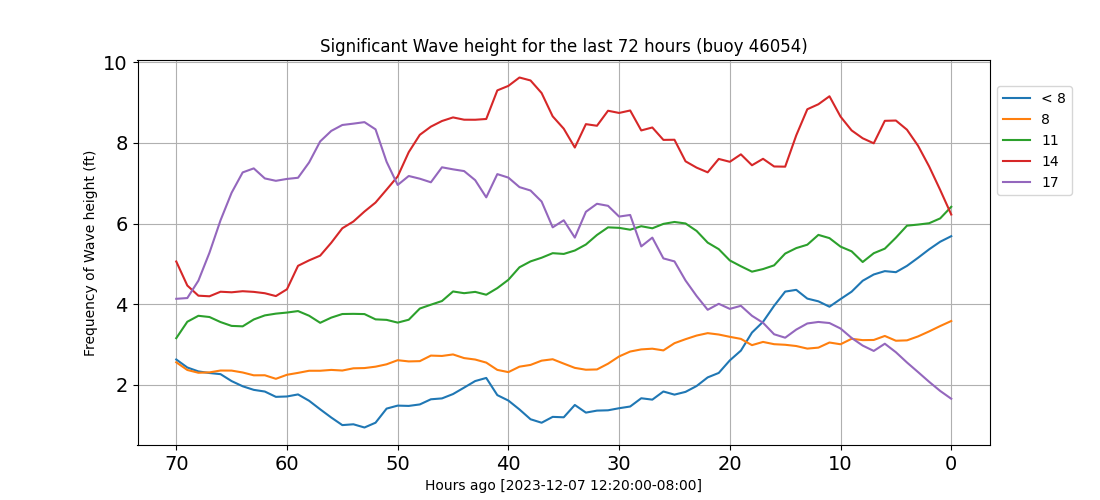 Significant Wave height for the last 72 hours (buoy 46054)
Frequency of Wave height (ft)
10
8
6
4
2
70 60 50 40 30 20 10 0
Hours ago [2023-12-07 12:20:00-08:00]
< 8
8
11
14
17